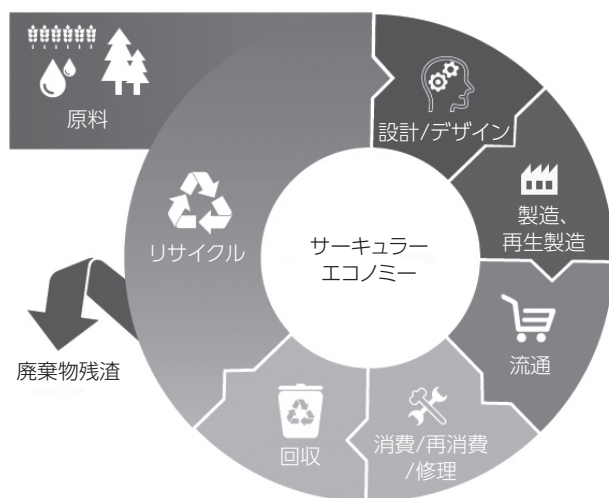 原料
設計/デザイン
製造、
再生製造
流通
消費/再消費
/修理
回収
リサイクル
廃棄物残渣
サーキュラー
エコノミー